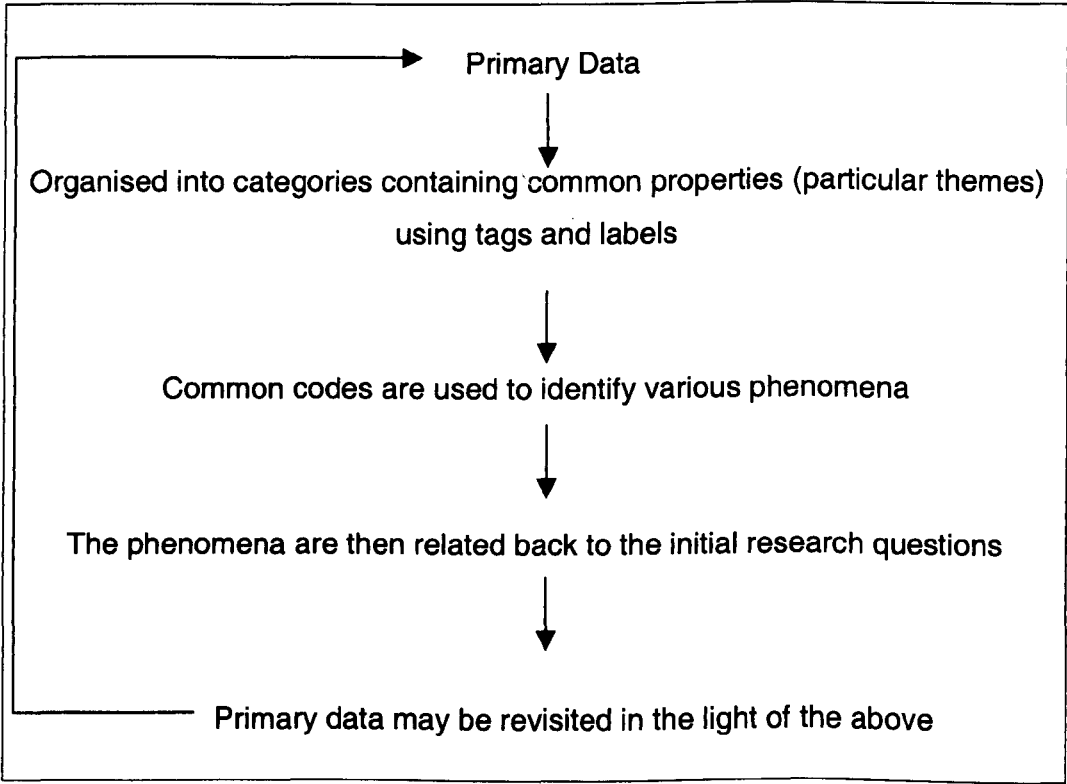 Primary Data
Organised into categories containing common properties (particular themes)
using tags and labels
Common codes are used to identify various phenomena
The phenomena are then related back to the initial research questions
Primary data may be revisited in the light of the above